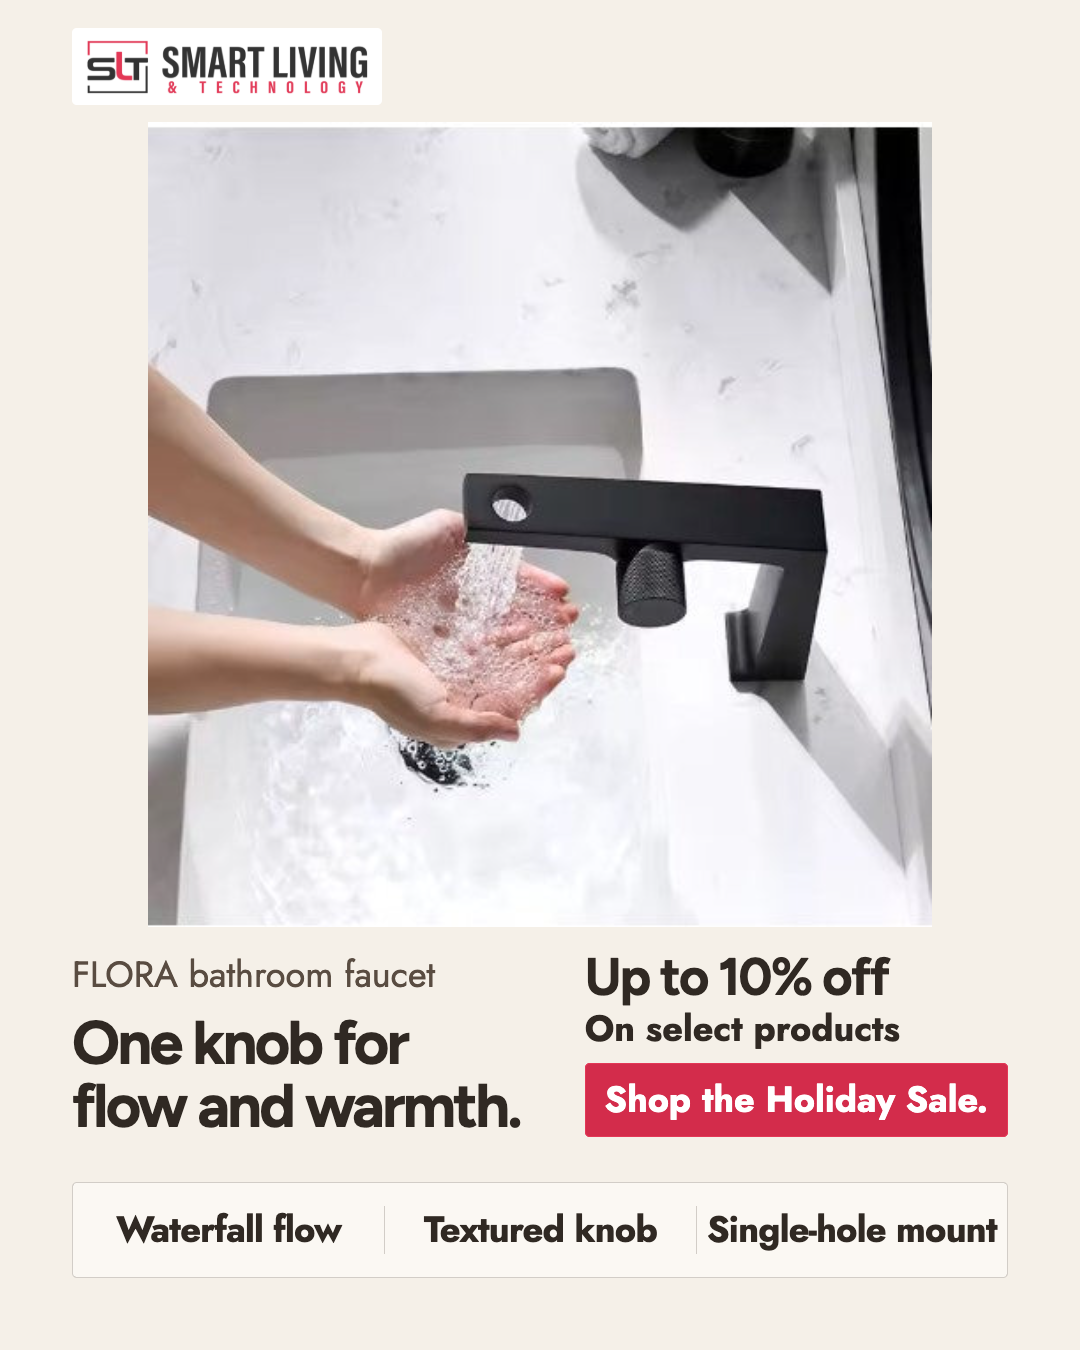 SLT SMART LIVING
& TECHNOLOGY
FLORA bathroom faucet
One knob for
flow and warmth.
Up to 10% off
On select products
Shop the Holiday Sale.
Waterfall flow
Textured knob
Single-hole mount